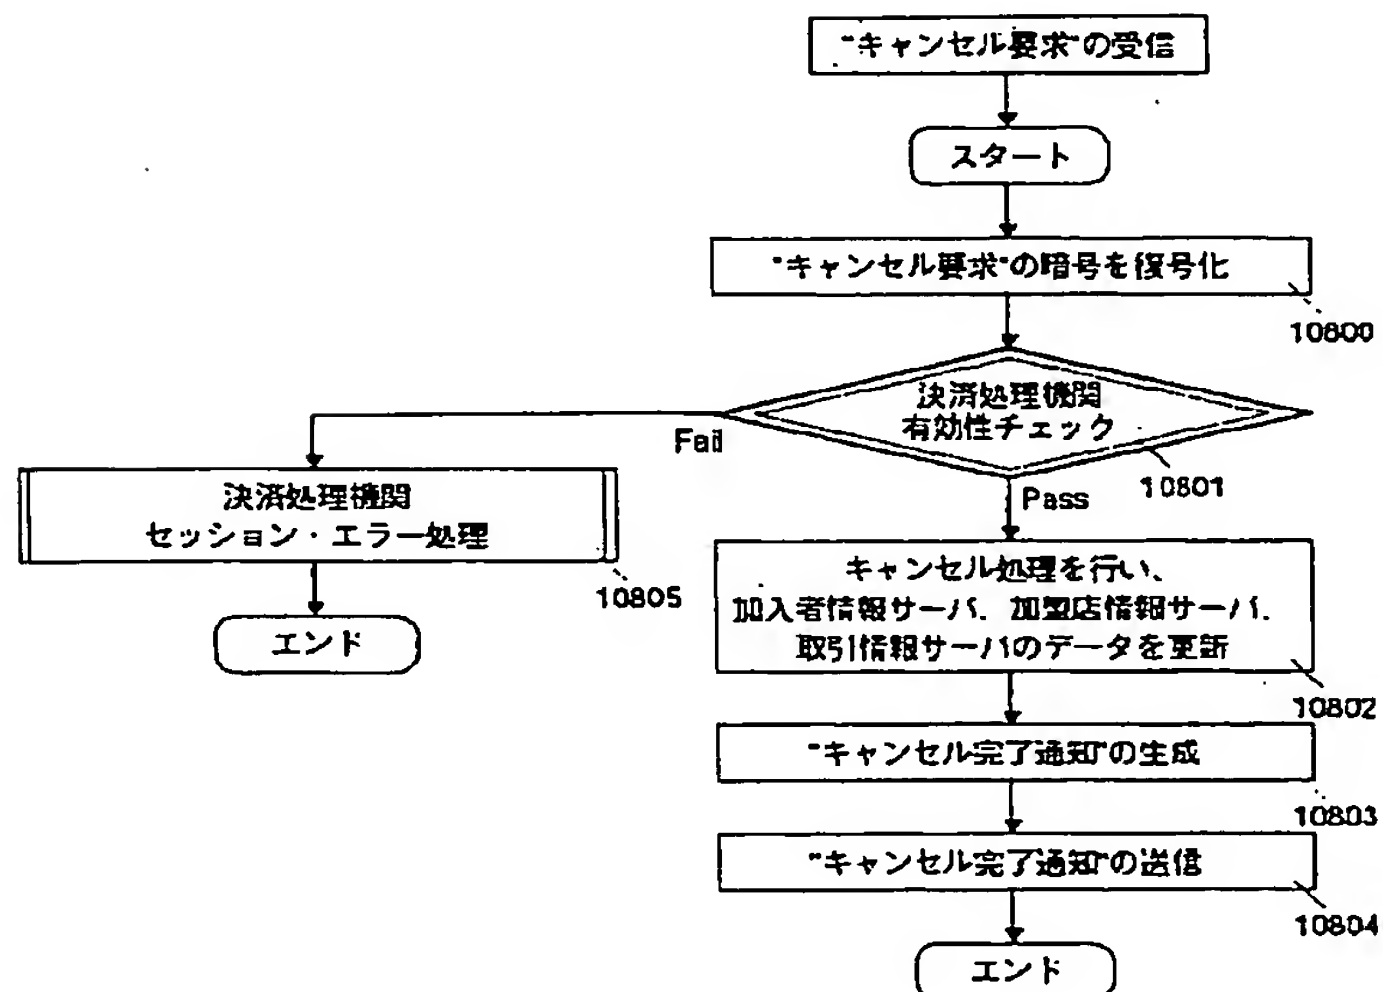 "キャンセル要求"の受信
スタート
"キャンセル要求"の暗号を復号化
10800
決済処理機関
有効性チェック
10801
Fail
Pass
決済処理機関
セッション・エラー処理
10805
エンド
キャンセル処理を行い、
加入者情報サーバ、加盟店情報サーバ、
取引情報サーバのデータを更新
10802
"キャンセル完了通知"の生成
10803
"キャンセル完了通知"の送信
10804
エンド